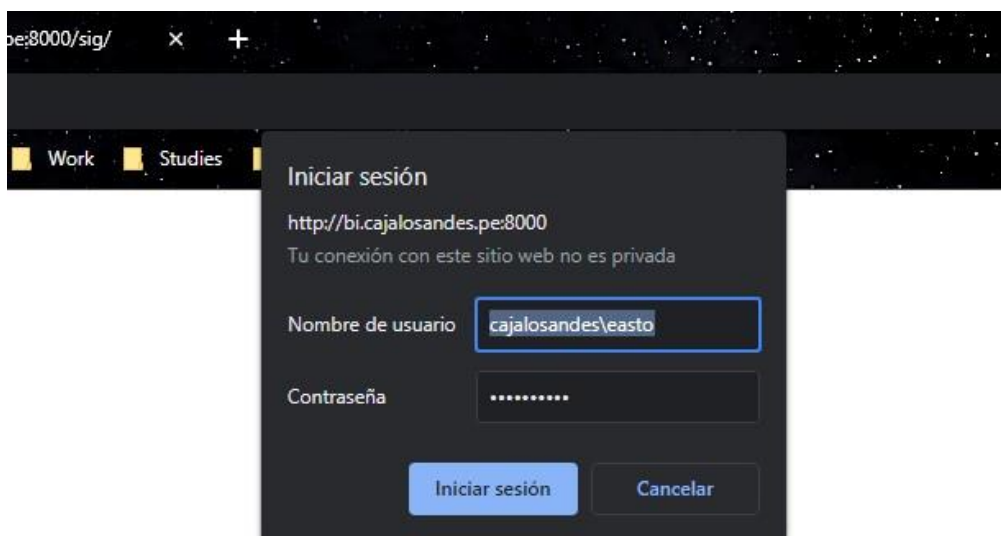 pe:8000/sig/
Work Studies
Iniciar sesión
http://bi.cajalosandes.pe:8000
Tu conexión con este sitio web no es privada
Nombre de usuario cajalosandes\easto
Contraseña ••••••••••
Iniciar sesión Cancelar